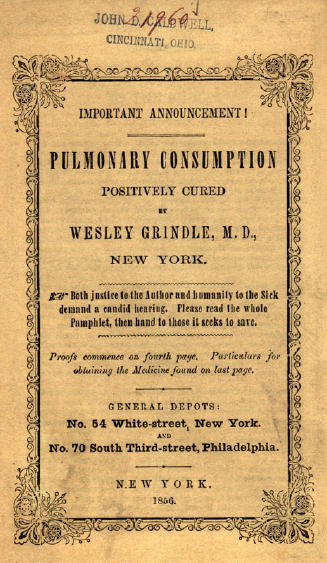 JOHN D. CALDWELL,
CINCINNATI, OHIO.
IMPORTANT ANNOUNCEMENT!
PULMONARY CONSUMPTION
POSITIVELY CURED
BY
WESLEY GRINDLE, M. D.,
NEW YORK.
☞ Both justice to the Author and humanity to the Sick
demand a candid hearing. Please read the whole
Pamphlet, then hand to those it seeks to save.
Proofs commence on fourth page. Particulars for
obtaining the Medicine found on last page.
GENERAL DEPOTS:
No. 54 White-street, New York.
AND
No. 70 South Third-street, Philadelphia.
NEW YORK.
1856.